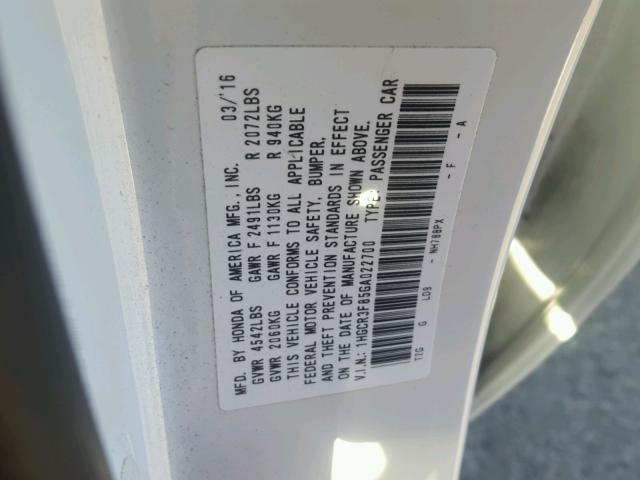 MFD. BY HONDA OF AMERICA MFG., INC. 03/'16
GVWR 4542LBS GAWR F 2491LBS R 2072LBS
GVWR 2060KG GAWR F 1130KG R 940KG
THIS VEHICLE CONFORMS TO ALL APPLICABLE
FEDERAL MOTOR VEHICLE SAFETY, BUMPER,
AND THEFT PREVENTION STANDARDS IN EFFECT
ON THE DATE OF MANUFACTURE SHOWN ABOVE.
V.I.N.: 1HGCR3F85GA022700 TYPE: PASSENGER CAR
NH788PX - F - A
G LDB -